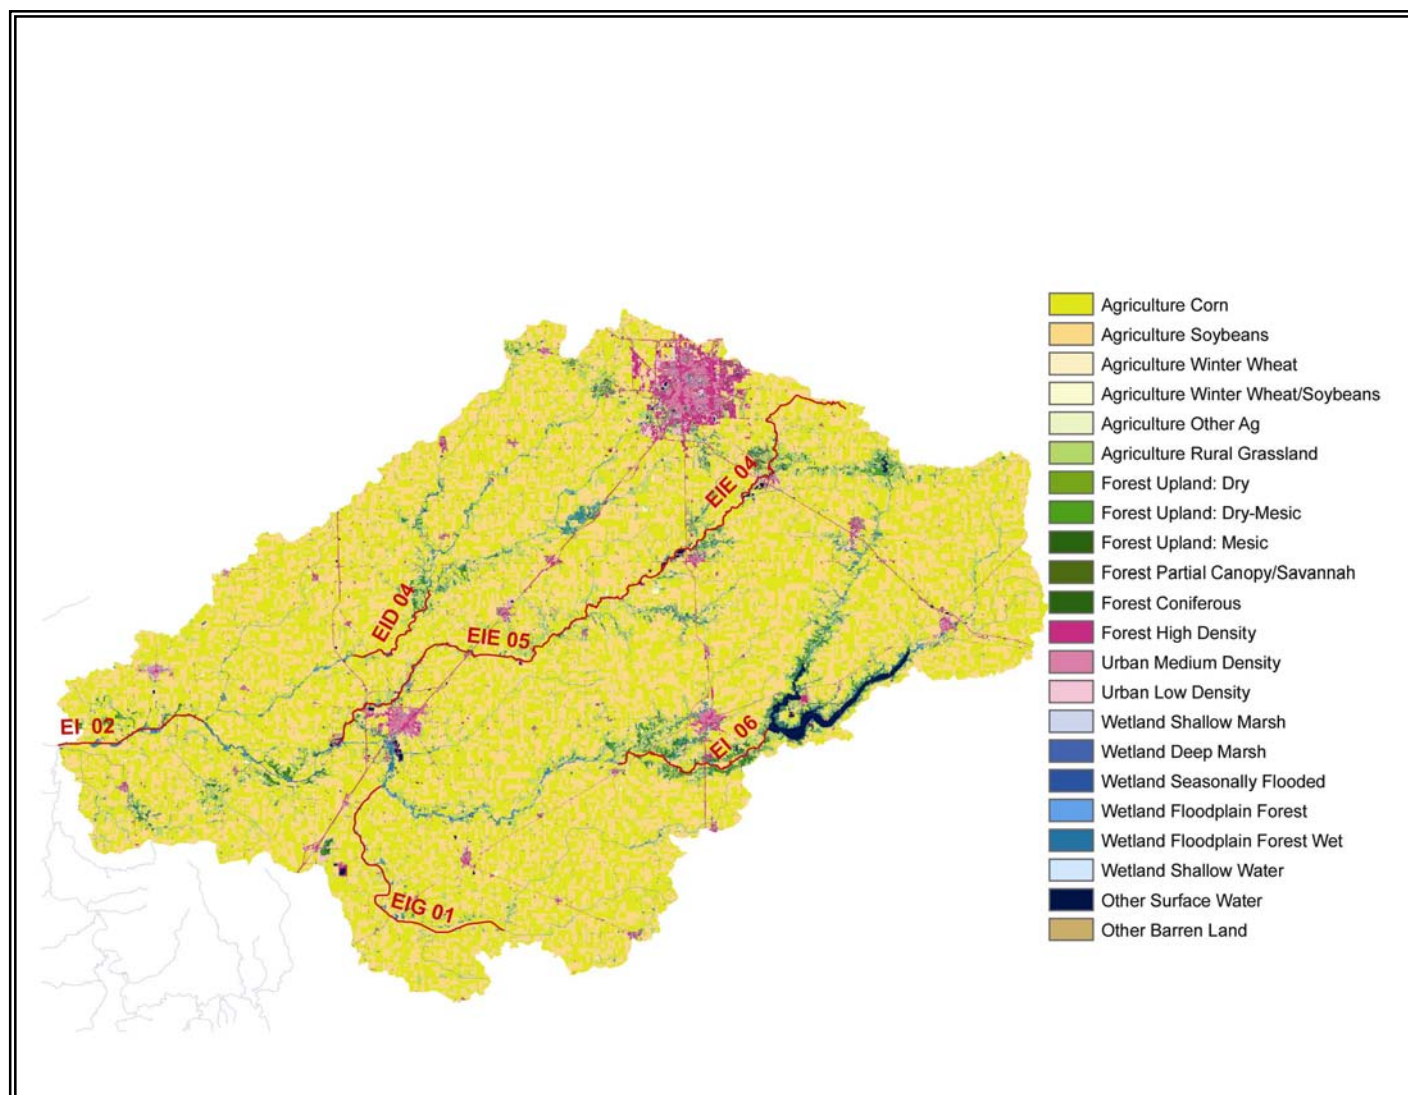 Agriculture Corn
Agriculture Soybeans
Agriculture Winter Wheat
Agriculture Winter Wheat/Soybeans
Agriculture Other Ag
Agriculture Rural Grassland
Forest Upland: Dry
Forest Upland: Dry-Mesic
Forest Upland: Mesic
Forest Partial Canopy/Savannah
Forest Coniferous
Forest High Density
Urban Medium Density
Urban Low Density
Wetland Shallow Marsh
Wetland Deep Marsh
Wetland Seasonally Flooded
Wetland Floodplain Forest
Wetland Floodplain Forest Wet
Wetland Shallow Water
Other Surface Water
Other Barren Land
EIE 04
EID 04
EIE 05
EI 02
EI 06
EIG 01